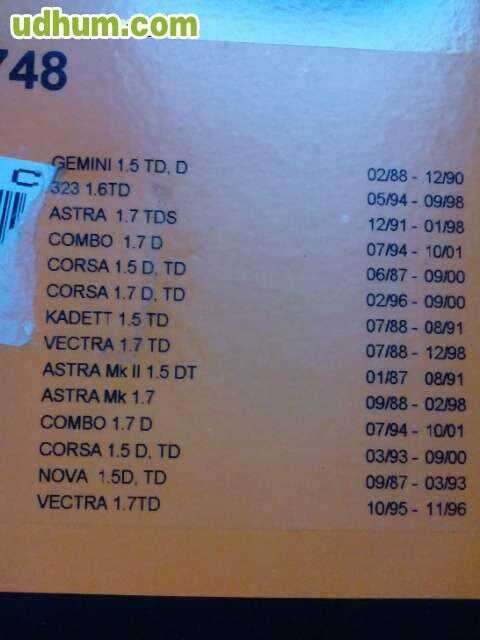 udhum.com
748
C
GEMINI 1.5 TD, D 02/88 - 12/90
323 1.6TD 05/94 - 09/98
ASTRA 1.7 TDS 12/91 - 01/98
COMBO 1.7 D 07/94 - 10/01
CORSA 1.5 D, TD 06/87 - 09/00
CORSA 1.7 D, TD 02/96 - 09/00
KADETT 1.5 TD 07/88 - 08/91
VECTRA 1.7 TD 07/88 - 12/98
ASTRA Mk II 1.5 DT 01/87 08/91
ASTRA Mk 1.7 09/88 - 02/98
COMBO 1.7 D 07/94 - 10/01
CORSA 1.5 D, TD 03/93 - 09/00
NOVA 1.5D, TD 09/87 - 03/93
VECTRA 1.7TD 10/95 - 11/96